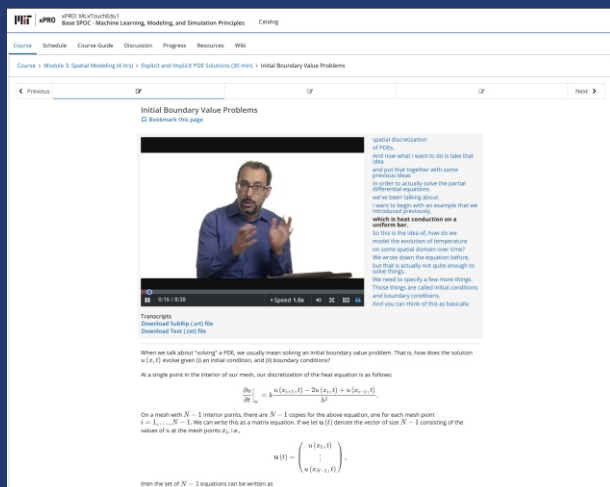 MIT xPRO xPRO: MLxTouchEdu1
Base SPOC - Machine Learning, Modeling, and Simulation Principles Catalog
Course Schedule Course Guide Discussion Progress Resources Wiki
Course > Module 3: Spatial Modeling (4 hrs) > Explicit and Implicit PDE Solutions (30 min) > Initial Boundary Value Problems
Previous Next
Initial Boundary Value Problems
Bookmark this page
spatial discretization
of PDEs.
And now what I want to do is take that
idea
and put that together with some
previous ideas
in order to actually solve the partial
differential equations
we've been talking about.
I want to begin with an example that we
introduced previously,
which is heat conduction on a
uniform bar.
So this is the idea of, how do we
model the evolution of temperature
on some spatial domain over time?
We wrote down the equation before,
but that is actually not quite enough to
solve things.
We need to specify a few more things.
Those things are called initial conditions
and boundary conditions.
And you can think of this as basically
0:16 / 8:38 Speed 1.0x
Transcripts
Download SubRip (.srt) file
Download Text (.txt) file
When we talk about "solving" a PDE, we usually mean solving an initial boundary value problem. That is, how does the solution
u (x, t) evolve given (i) an initial condition, and (ii) boundary conditions?
At a single point in the interior of our mesh, our discretization of the heat equation is as follows:
∂u/∂t |xᵢ = k (u (xᵢ₊₁, t) − 2u (xᵢ, t) + u (xᵢ₋₁, t)) / h² .
On a mesh with N − 1 interior points, there are N − 1 copies for the above equation, one for each mesh point
i = 1, . . . , N − 1. We can write this as a matrix equation. If we let u (t) denote the vector of size N − 1 consisting of the
values of u at the mesh points xᵢ, i.e.,
u (t) = ( u (x₁, t) ⋮ u (x_{N−1}, t) ) ,
then the set of N − 1 equations can be written as